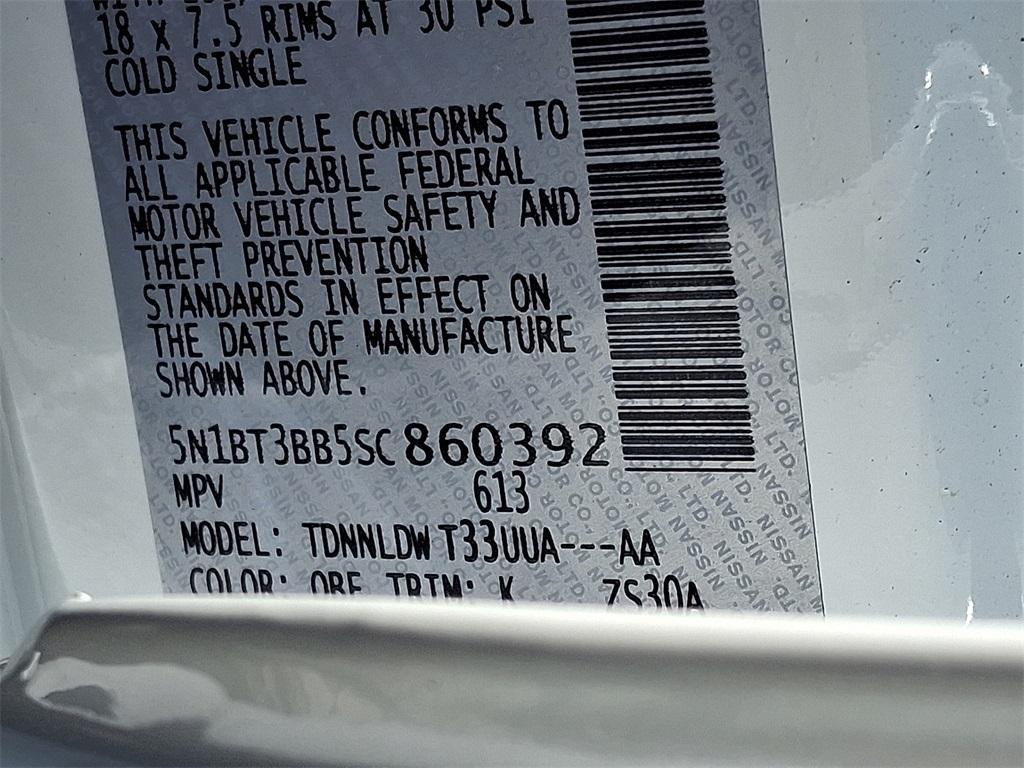 18 X 7.5 RIMS AT 30 PSI
COLD SINGLE
THIS VEHICLE CONFORMS TO
ALL APPLICABLE FEDERAL
MOTOR VEHICLE SAFETY AND
THEFT PREVENTION
STANDARDS IN EFFECT ON
THE DATE OF MANUFACTURE
SHOWN ABOVE.
5N1BT3BB5SC860392
MPV 613
MODEL: TDNNLDW T33UUA---AA
COLOR: QBE TRIM: K ZS30A